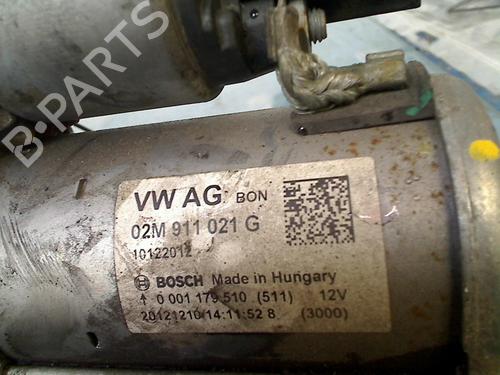 B-PARTS
VW AG BON
02M 911 021 G
10122012
BOSCH Made in Hungary
0 001 179 510 (511) 12V
20121210/14:11:52 8 (3000)